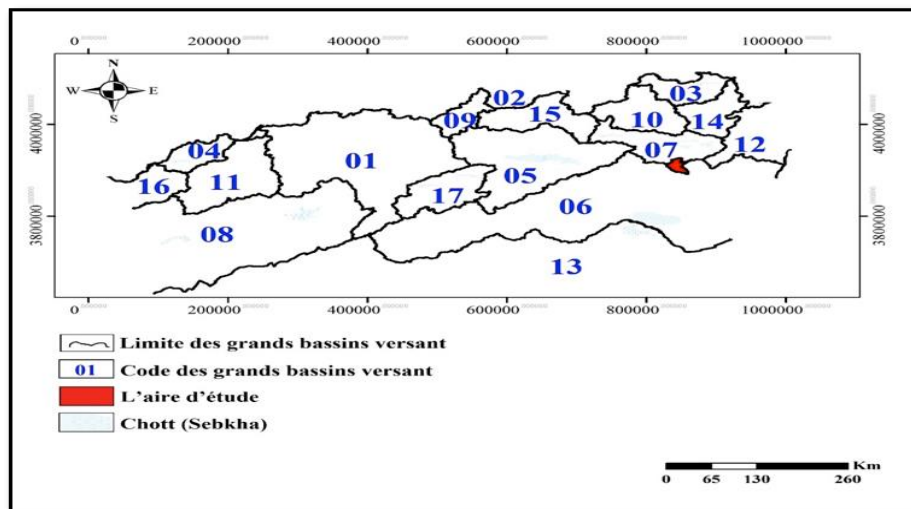 0 200000 400000 600000 800000 1000000
N
W E
S
4000000 4000000
3800000 3800000
03
02
09 15 10 14
04 01 07 12
16 11 05
17
06
08
13
0 200000 400000 600000 800000 1000000
Limite des grands bassins versant
01 Code des grands bassins versant
L'aire d'étude
Chott (Sebkha)
Km
0 65 130 260